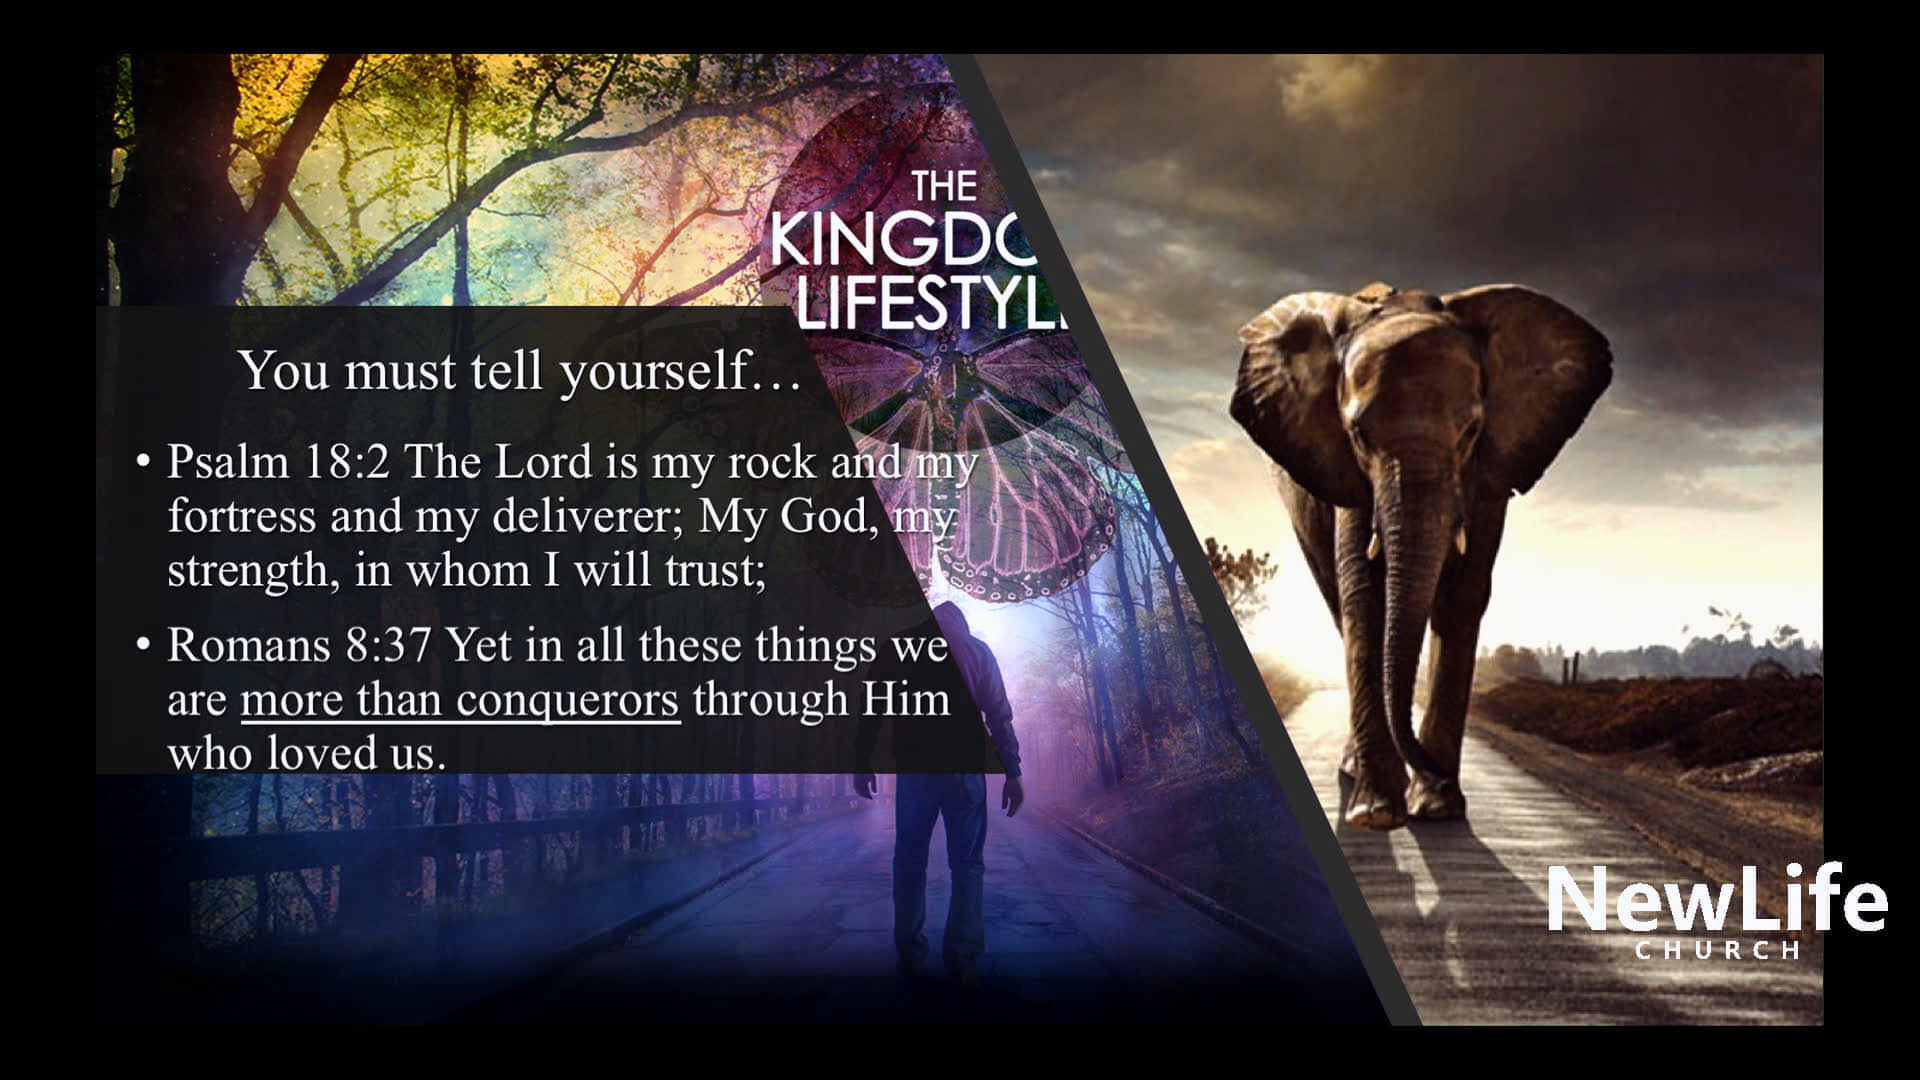 THE
KINGDO
LIFESTYL
You must tell yourself…
• Psalm 18:2 The Lord is my rock and my
fortress and my deliverer; My God, my
strength, in whom I will trust;
• Romans 8:37 Yet in all these things we
are more than conquerors through Him
who loved us.
NewLife
CHURCH